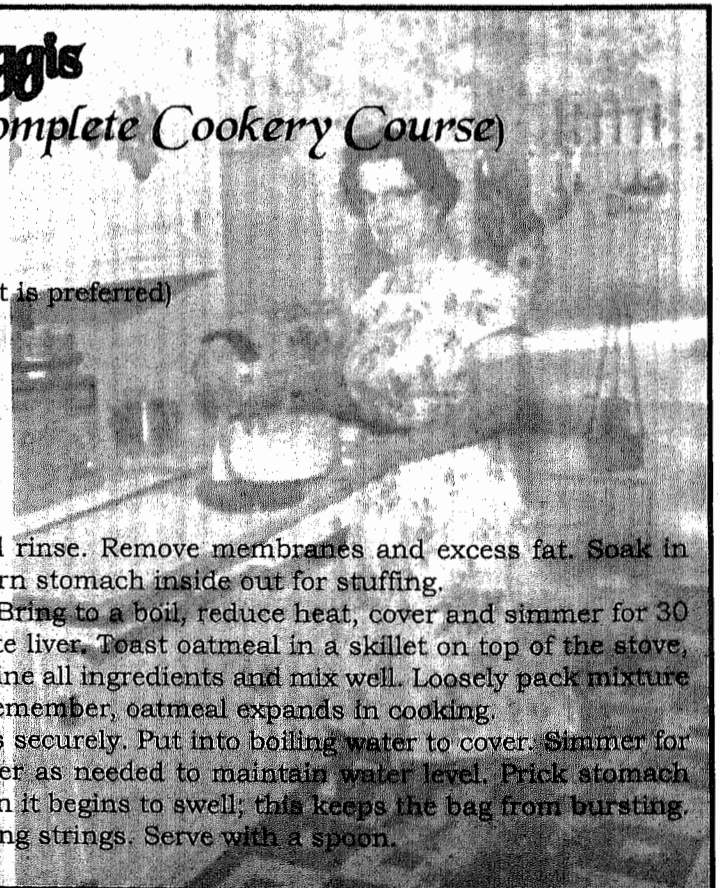 ggis
omplete Cookery Course)
t is preferred)
l rinse. Remove membranes and excess fat. Soak in
rn stomach inside out for stuffing.
Bring to a boil, reduce heat, cover and simmer for 30
te liver. Toast oatmeal in a skillet on top of the stove,
ine all ingredients and mix well. Loosely pack mixture
emember, oatmeal expands in cooking.
s securely. Put into boiling water to cover. Simmer for
er as needed to maintain water level. Prick stomach
n it begins to swell; this keeps the bag from bursting.
ng strings. Serve with a spoon.